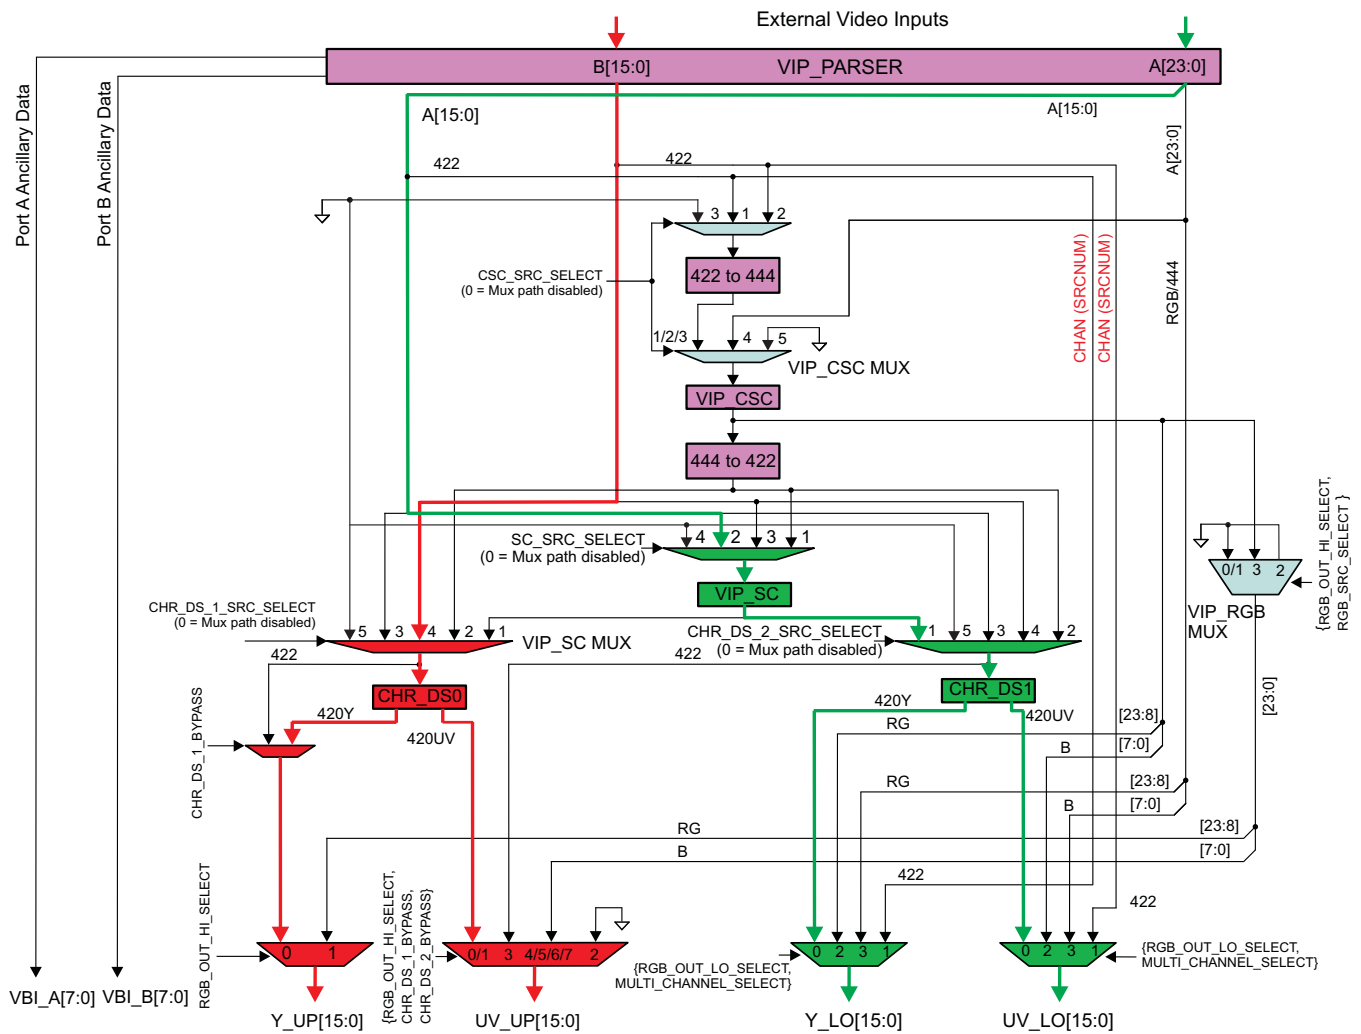 External Video Inputs
B[15:0]
VIP_PARSER
A[23:0]
Port A Ancillary Data
Port B Ancillary Data
A[15:0]
A[15:0]
A[23:0]
422
422
3 1 2
CSC_SRC_SELECT
(0 = Mux path disabled)
422 to 444
CHAN (SRCNUM)
CHAN (SRCNUM)
RGB/444
1/2/3 4 5
VIP_CSC MUX
VIP_CSC
444 to 422
SC_SRC_SELECT
(0 = Mux path disabled)
4 2 3 1
{RGB_OUT_HI_SELECT,
RGB_SRC_SELECT }
0/1 3 2
VIP_RGB
MUX
VIP_SC
CHR_DS_1_SRC_SELECT
(0 = Mux path disabled)
5 3 4 2 1
VIP_SC MUX
CHR_DS_2_SRC_SELECT
(0 = Mux path disabled)
1 5 3 4 2
422
422
CHR_DS0
CHR_DS1
[23:0]
420Y
420UV
420Y
420UV
CHR_DS_1_BYPASS
RG
[23:8]
B
[7:0]
RG
[23:8]
B
[7:0]
RG
[23:8]
B
[7:0]
422
422
RGB_OUT_HI_SELECT
{RGB_OUT_HI_SELECT,
CHR_DS_1_BYPASS,
CHR_DS_2_BYPASS}
0 1
0/1 3 4/5/6/7 2
0 2 3 1
0 2 3 1
{RGB_OUT_LO_SELECT,
MULTI_CHANNEL_SELECT}
{RGB_OUT_LO_SELECT,
MULTI_CHANNEL_SELECT}
VBI_A[7:0]
VBI_B[7:0]
Y_UP[15:0]
UV_UP[15:0]
Y_LO[15:0]
UV_LO[15:0]